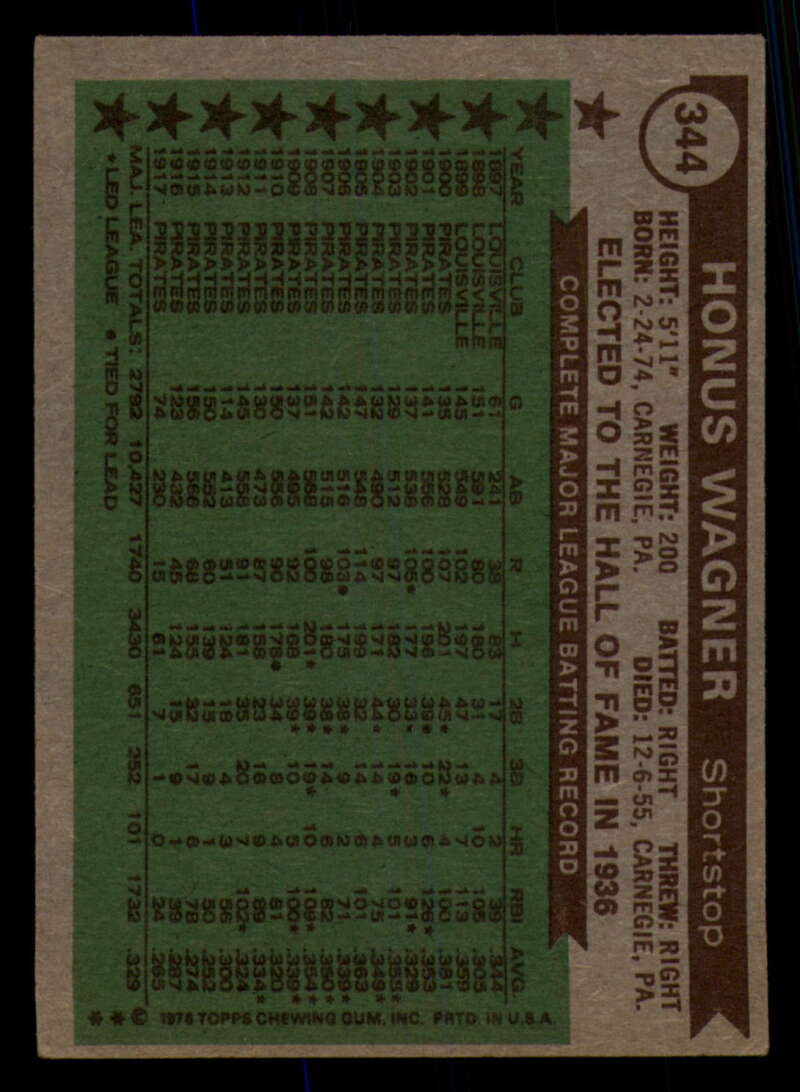 344
HONUS WAGNER Shortstop
HEIGHT: 5'11" WEIGHT: 200 BATTED: RIGHT THREW: RIGHT
BORN: 2-24-74, CARNEGIE, PA. DIED: 12-6-55, CARNEGIE, PA.
ELECTED TO THE HALL OF FAME IN 1936
COMPLETE MAJOR LEAGUE BATTING RECORD
YEAR CLUB G AB R H 2B 3B HR RBI AVG
1897 LOUISVILLE 61 241 38 83 17 4 2 39 .344
1898 LOUISVILLE 151 591 80 180 31 4 10 105 .305
1899 LOUISVILLE 145 549 102 197 47 13 7 113 .359
1900 PIRATES 135 528 107 201 45* 22* 4 100 .381
1901 PIRATES 141 556 100 196 39* 10 6 126* .353
1902 PIRATES 137 538 105* 177 33* 16 3 91* .329
1903 PIRATES 129 512 97 182 30 19* 5 101 .355*
1904 PIRATES 132 490 97 171 44* 14 4 75 .349*
1905 PIRATES 147 548 114 199 32 14 6 101 .363
1906 PIRATES 142 516 103• 175 38* 9 2 71 .339*
1907 PIRATES 142 515 98 180 38* 14 6 82 .350*
1908 PIRATES 151 568 100 201* 39* 19* 10 109* .354*
1909 PIRATES 137 495 92 168 39* 10 5 100* .339*
1910 PIRATES 150 556 90 178• 34 8 4 81 .320
1911 PIRATES 130 473 87 158 23 16 9 89 .334*
1912 PIRATES 145 558 91 181 35 20 7 102* .324
1913 PIRATES 114 413 51 124 18 4 3 56 .300
1914 PIRATES 150 552 60 139 15 9 1 50 .252
1915 PIRATES 156 566 68 155 32 17 6 78 .274
1916 PIRATES 123 432 45 124 15 9 1 39 .287
1917 PIRATES 74 230 15 61 7 1 0 24 .265
MAJ. LEA. TOTALS: 2792 10,427 1740 3430 651 252 101 1732 .329
*LED LEAGUE • TIED FOR LEAD
* * © 1976 TOPPS CHEWING GUM, INC. PRTD. IN U.S.A.